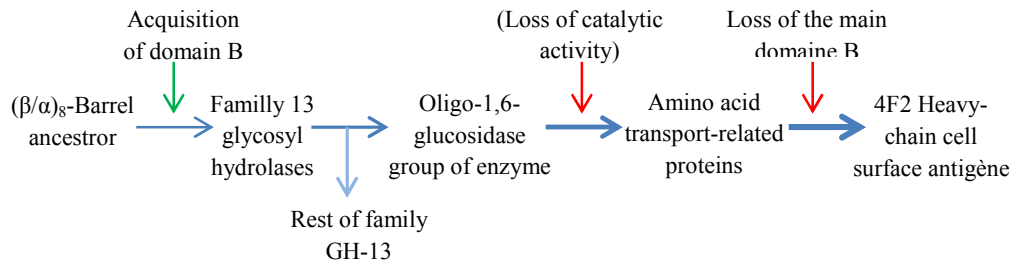 Acquisition
of domain B
(Loss of catalytic
activity)
Loss of the main
domaine B
(β/α)₈-Barrel
ancestror
Familly 13
glycosyl
hydrolases
Oligo-1,6-
glucosidase
group of enzyme
Amino acid
transport-related
proteins
4F2 Heavy-
chain cell
surface antigène
Rest of family
GH-13